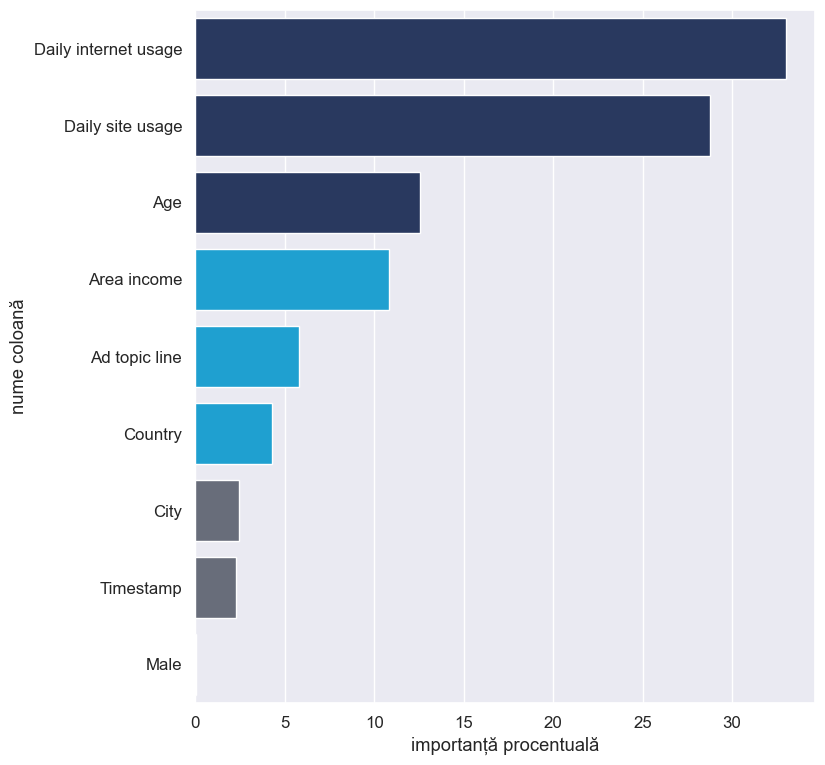 Daily internet usage
Daily site usage
Age
Area income
Ad topic line
Country
City
Timestamp
Male
nume coloană
0 5 10 15 20 25 30
importanță procentuală